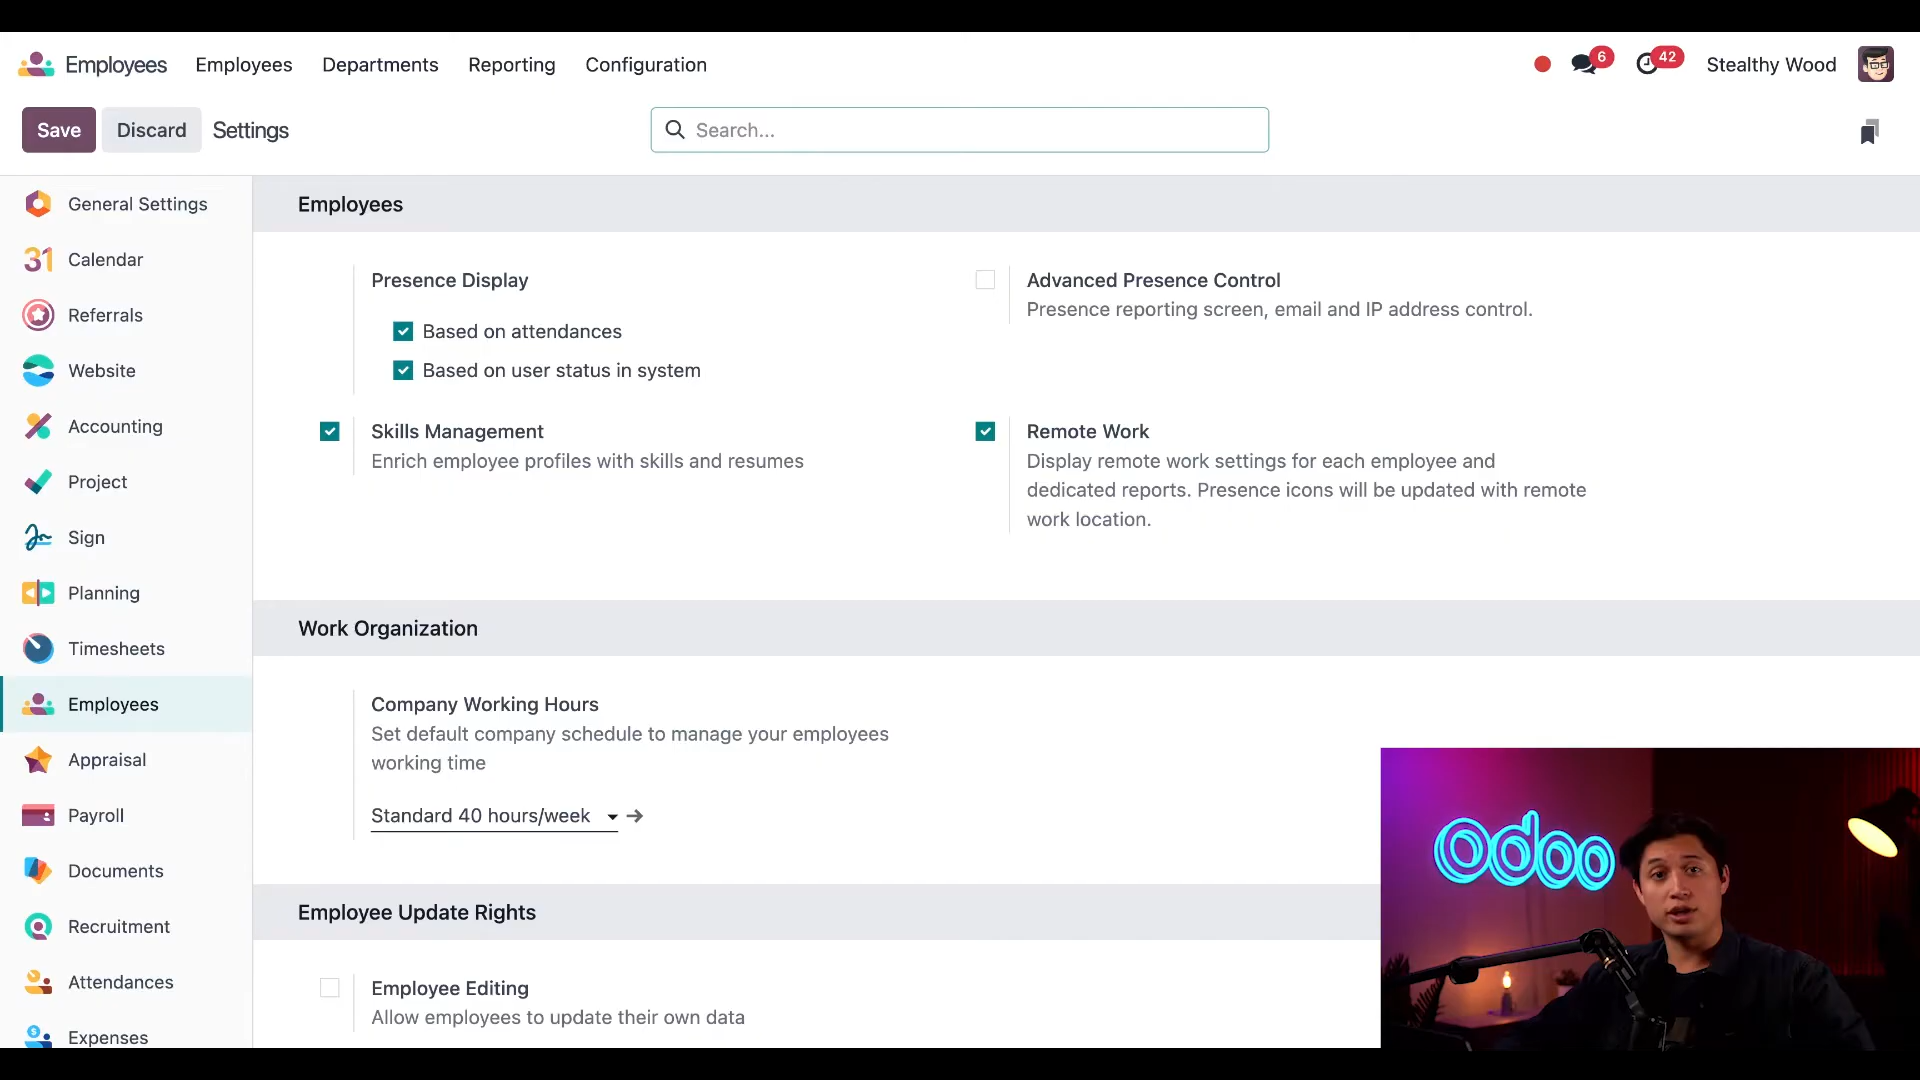 Employees Employees Departments Reporting Configuration 6 42 Stealthy Wood
Save Discard Settings Search...
General Settings
31 Calendar
Referrals
Website
Accounting
Project
Sign
Planning
Timesheets
Employees
Appraisal
Payroll
Documents
Recruitment
Attendances
Expenses
Employees
Presence Display
Based on attendances
Based on user status in system
Advanced Presence Control
Presence reporting screen, email and IP address control.
Skills Management
Enrich employee profiles with skills and resumes
Remote Work
Display remote work settings for each employee and
dedicated reports. Presence icons will be updated with remote
work location.
Work Organization
Company Working Hours
Set default company schedule to manage your employees
working time
Standard 40 hours/week
Employee Update Rights
Employee Editing
Allow employees to update their own data
odoo